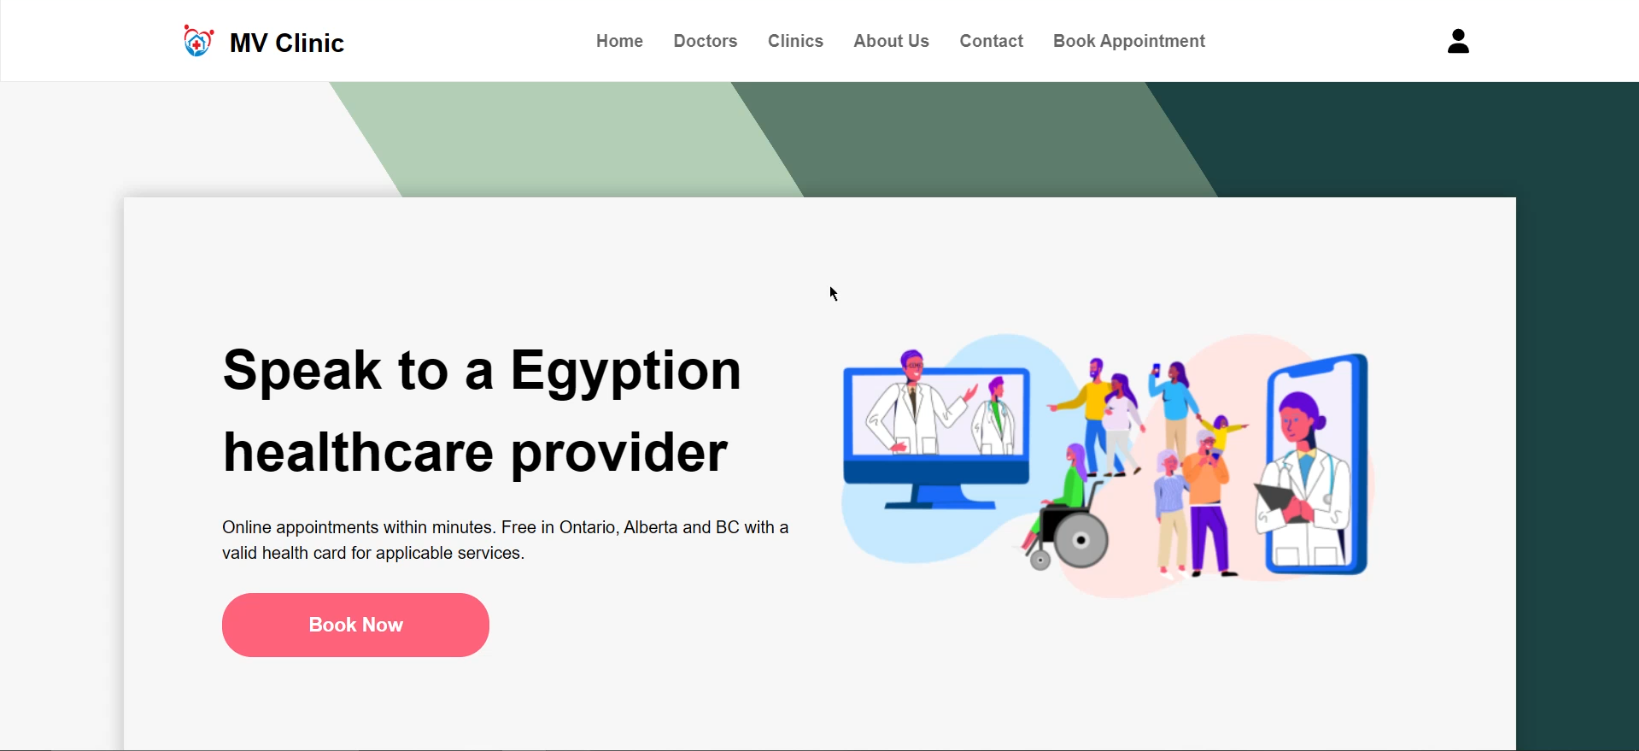 MV Clinic
Home Doctors Clinics About Us Contact Book Appointment
Speak to a Egyption
healthcare provider
Online appointments within minutes. Free in Ontario, Alberta and BC with a
valid health card for applicable services.
Book Now